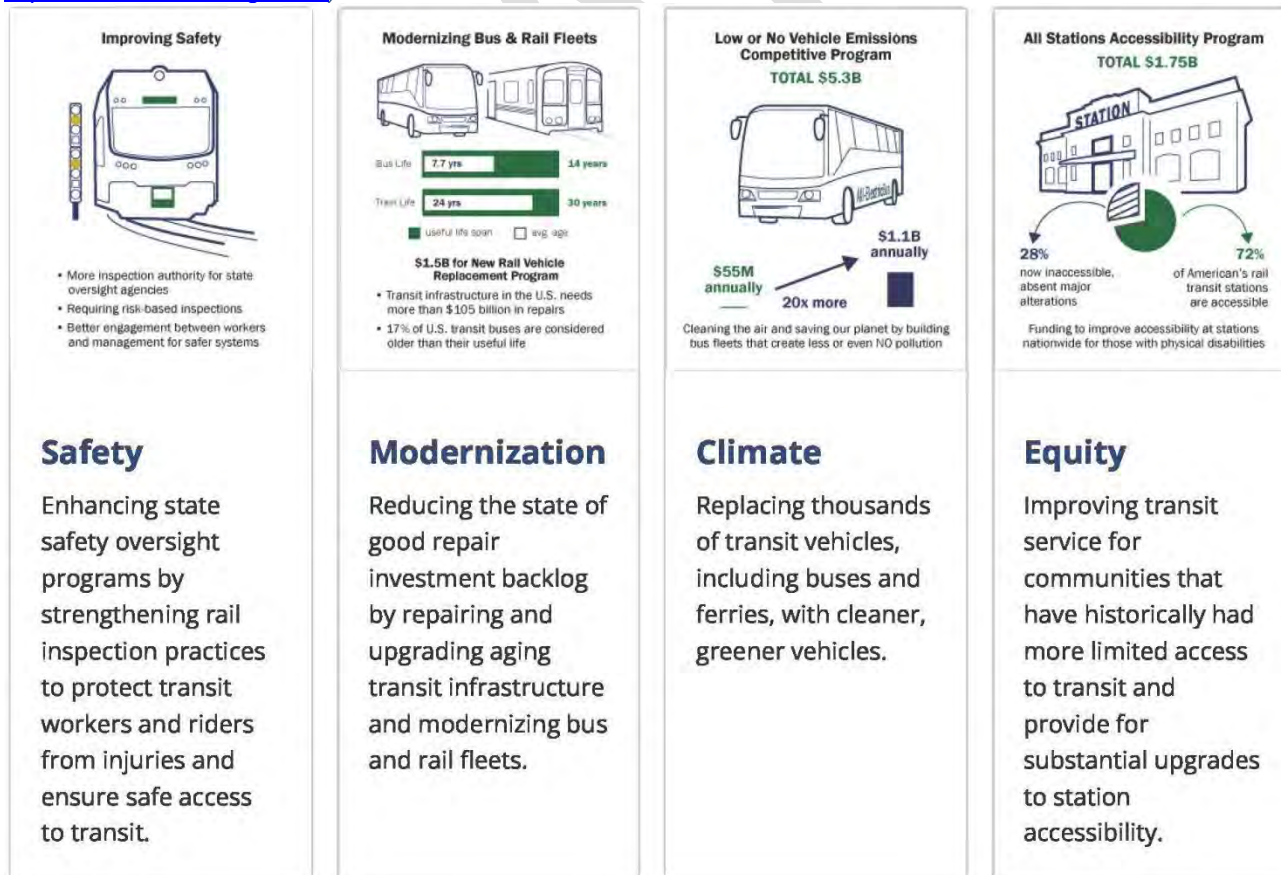 Improving Safety
• More inspection authority for state
oversight agencies
• Requiring risk-based inspections
• Better engagement between workers
and management for safer systems
Safety
Enhancing state
safety oversight
programs by
strengthening rail
inspection practices
to protect transit
workers and riders
from injuries and
ensure safe access
to transit.
Modernizing Bus & Rail Fleets
Bus Life 7.7 yrs 14 years
Train Life 24 yrs 30 years
useful life span avg. age
$1.5B for New Rail Vehicle
Replacement Program
• Transit infrastructure in the U.S. needs
more than $105 billion in repairs
• 17% of U.S. transit buses are considered
older than their useful life
Modernization
Reducing the state of
good repair
investment backlog
by repairing and
upgrading aging
transit infrastructure
and modernizing bus
and rail fleets.
Low or No Vehicle Emissions
Competitive Program
TOTAL $5.3B
$55M
annually
20x more
$1.1B
annually
Cleaning the air and saving our planet by building
bus fleets that create less or even NO pollution
Climate
Replacing thousands
of transit vehicles,
including buses and
ferries, with cleaner,
greener vehicles.
All Stations Accessibility Program
TOTAL $1.75B
STATION
28%
now inaccessible,
absent major
alterations
72%
of American's rail
transit stations
are accessible
Funding to improve accessibility at stations
nationwide for those with physical disabilities
Equity
Improving transit
service for
communities that
have historically had
more limited access
to transit and
provide for
substantial upgrades
to station
accessibility.